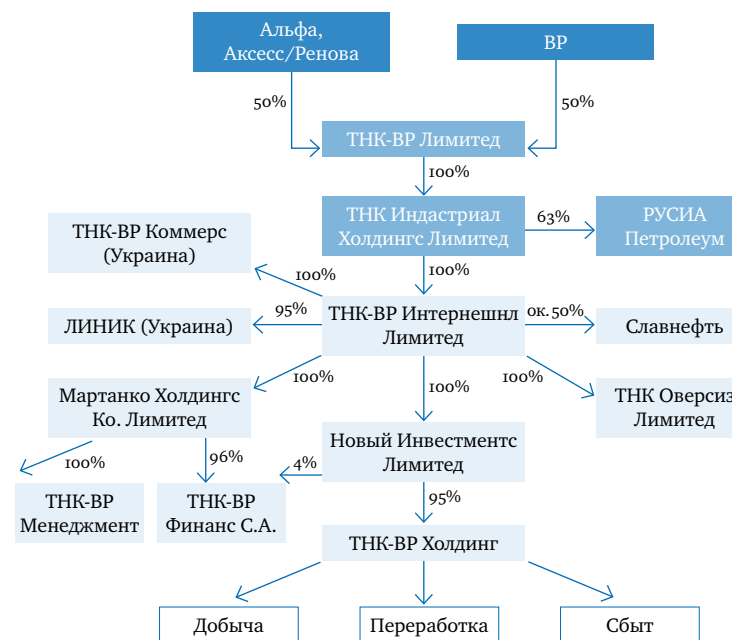 Альфа,
Аксесс/Ренова
BP
50%
50%
ТНК-BP Лимитед
100%
ТНК Индастриал
Холдингс Лимитед
63%
РУСИА
Петролеум
ТНК-BP Коммерс
(Украина)
100%
100%
ЛИНИК (Украина)
95%
ТНК-BP Интернешнл
Лимитед
ок. 50%
Славнефть
100%
100%
100%
Мартанко Холдингс
Ко. Лимитед
ТНК Оверсиз
Лимитед
Новый Инвестментс
Лимитед
100%
96%
4%
ТНК-BP
Менеджмент
ТНК-BP
Финанс С.А.
95%
ТНК-BP Холдинг
Добыча
Переработка
Сбыт